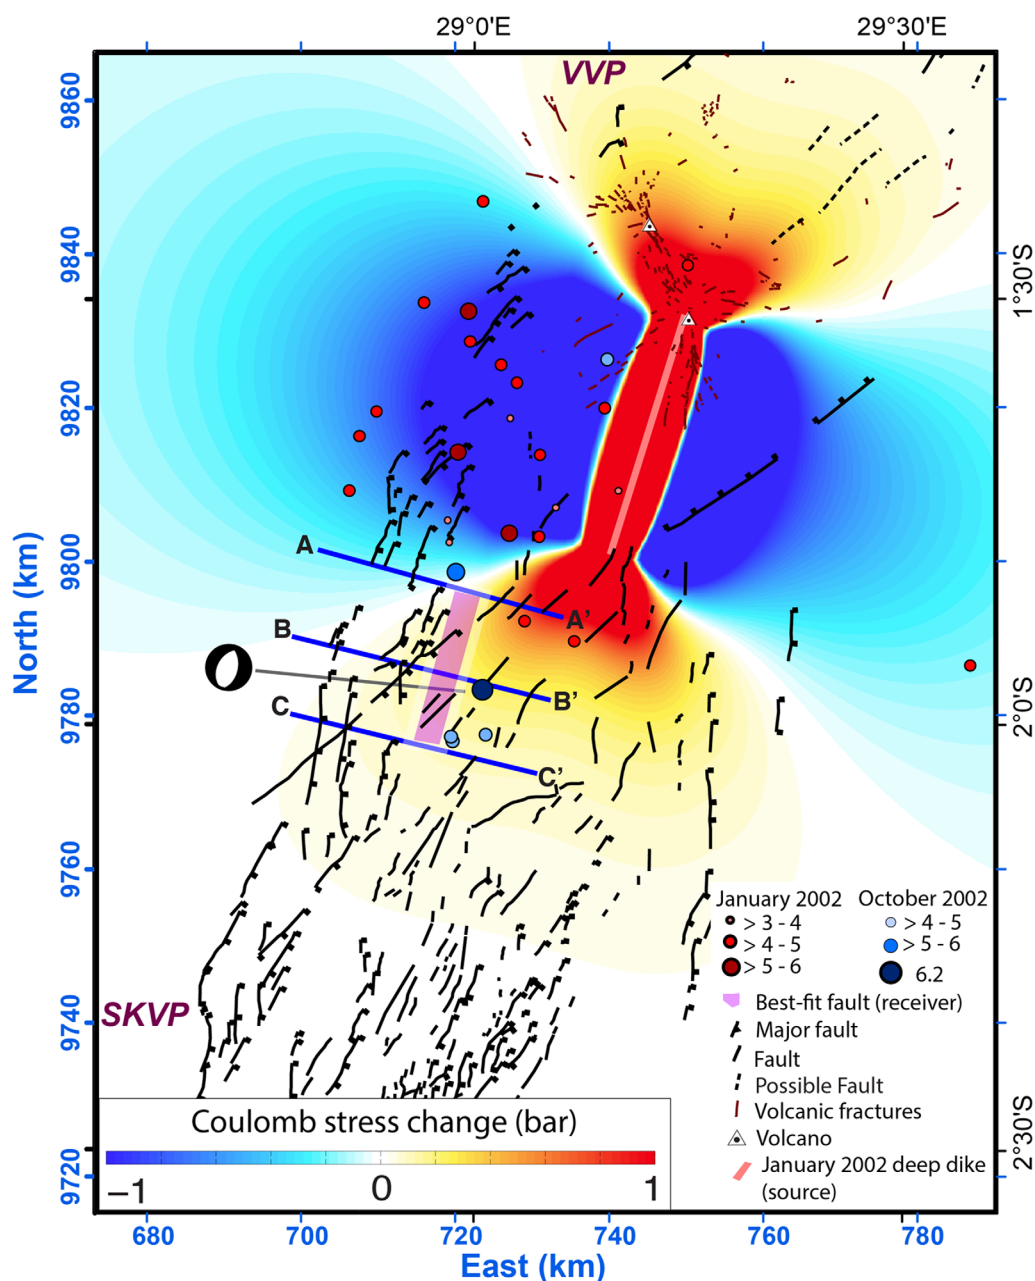 29°0'E
29°30'E
VVP
9860
9840
9820
9800
9780
9760
9740
9720
North (km)
1°30'S
2°0'S
2°30'S
A
A'
B
B'
C
C'
SKVP
January 2002
> 3 - 4
> 4 - 5
> 5 - 6
October 2002
> 4 - 5
> 5 - 6
6.2
Best-fit fault (receiver)
Major fault
Fault
Possible Fault
Volcanic fractures
Volcano
January 2002 deep dike
(source)
Coulomb stress change (bar)
−1
0
1
680
700
720
740
760
780
East (km)